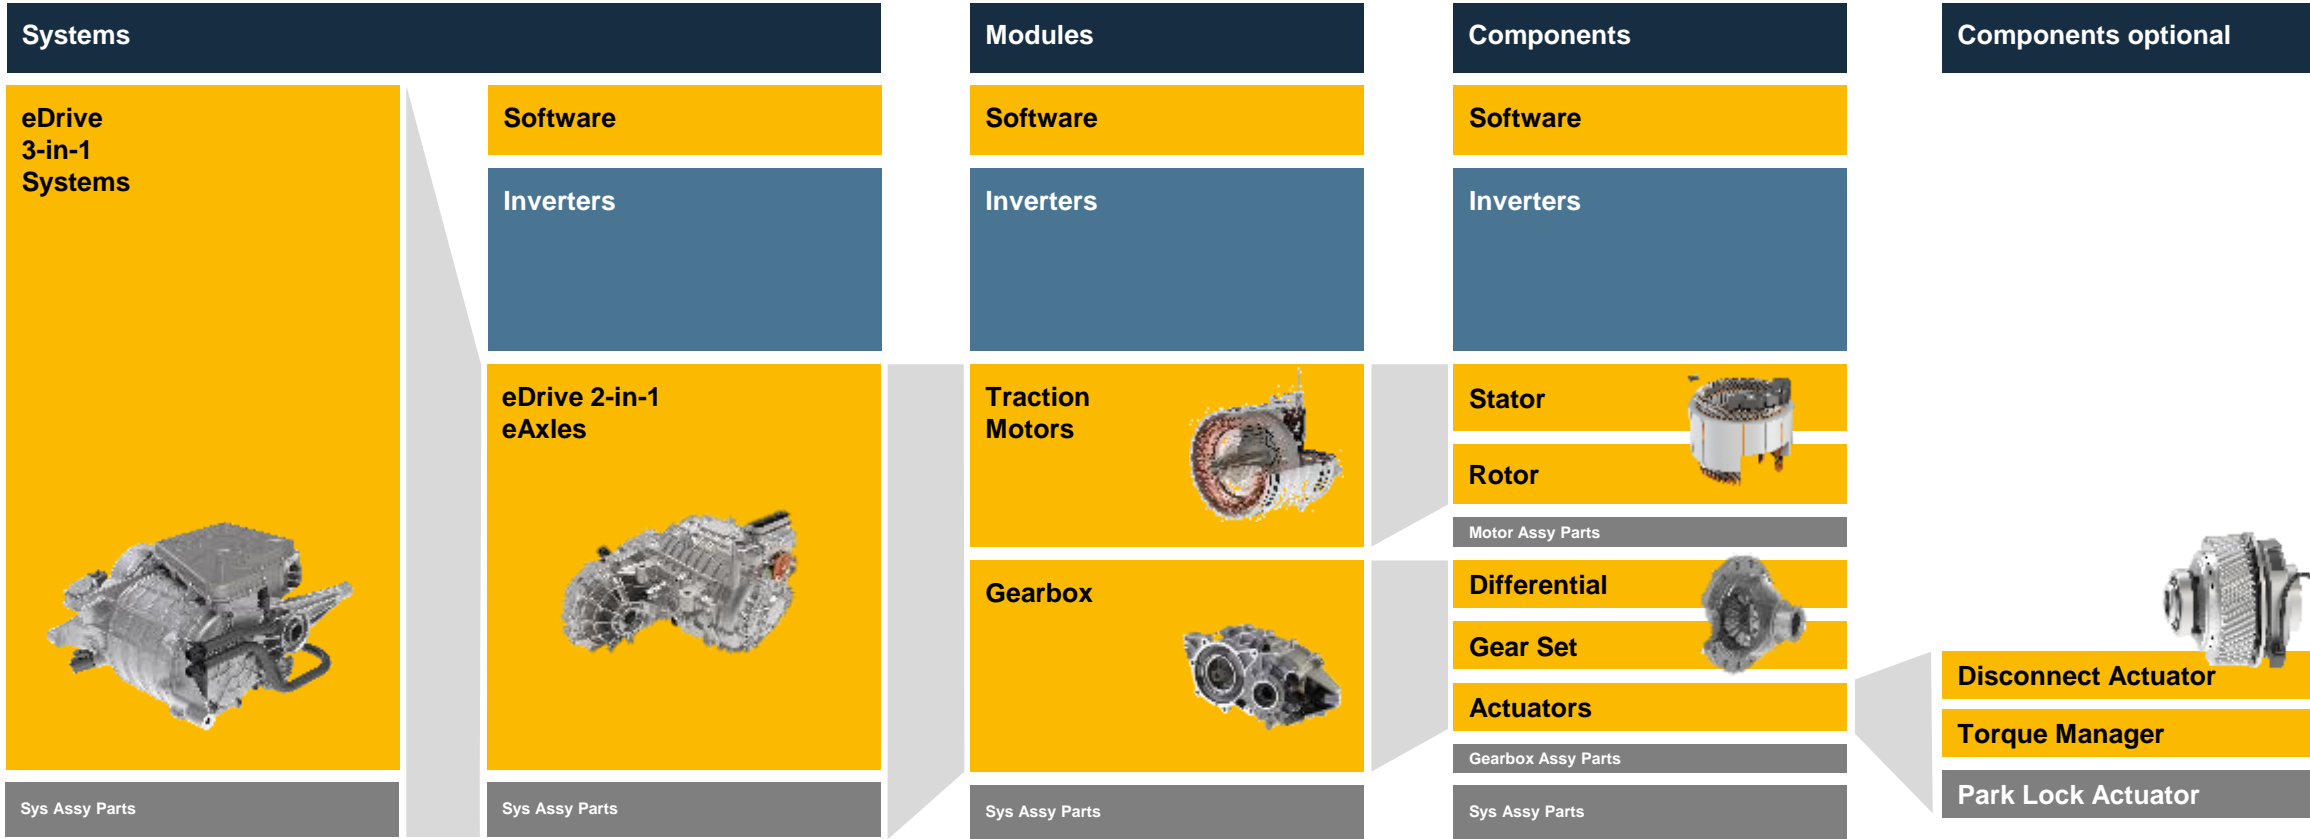 Systems
Modules
Components
Components optional
eDrive
3-in-1
Systems
Sys Assy Parts
Software
Inverters
eDrive 2-in-1
eAxles
Sys Assy Parts
Software
Inverters
Traction
Motors
Gearbox
Sys Assy Parts
Software
Inverters
Stator
Rotor
Motor Assy Parts
Differential
Gear Set
Actuators
Gearbox Assy Parts
Sys Assy Parts
Disconnect Actuator
Torque Manager
Park Lock Actuator